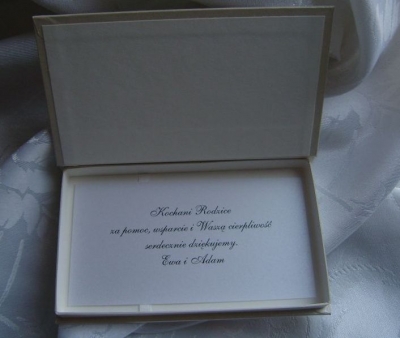 Kochani Rodzice
za pomoc, wsparcie i Waszą cierpliwość
serdecznie dziękujemy.
Ewa i Adam